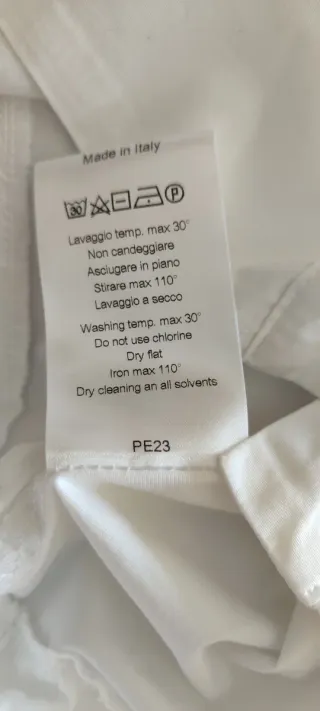 Made in Italy
30 P
Lavaggio temp. max 30°
Non candeggiare
Asciugare in piano
Stirare max 110°
Lavaggio a secco
Washing temp. max 30°
Do not use chlorine
Dry flat
Iron max 110°
Dry cleaning an all solvents
PE23